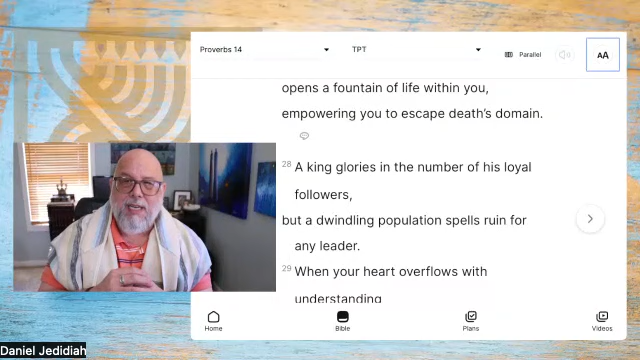 Proverbs 14
TPT
Parallel
AA
opens a fountain of life within you,
empowering you to escape death's domain.
28 A king glories in the number of his loyal
followers,
but a dwindling population spells ruin for
any leader.
29 When your heart overflows with
understanding
Home
Bible
Plans
Videos
Daniel Jedidiah